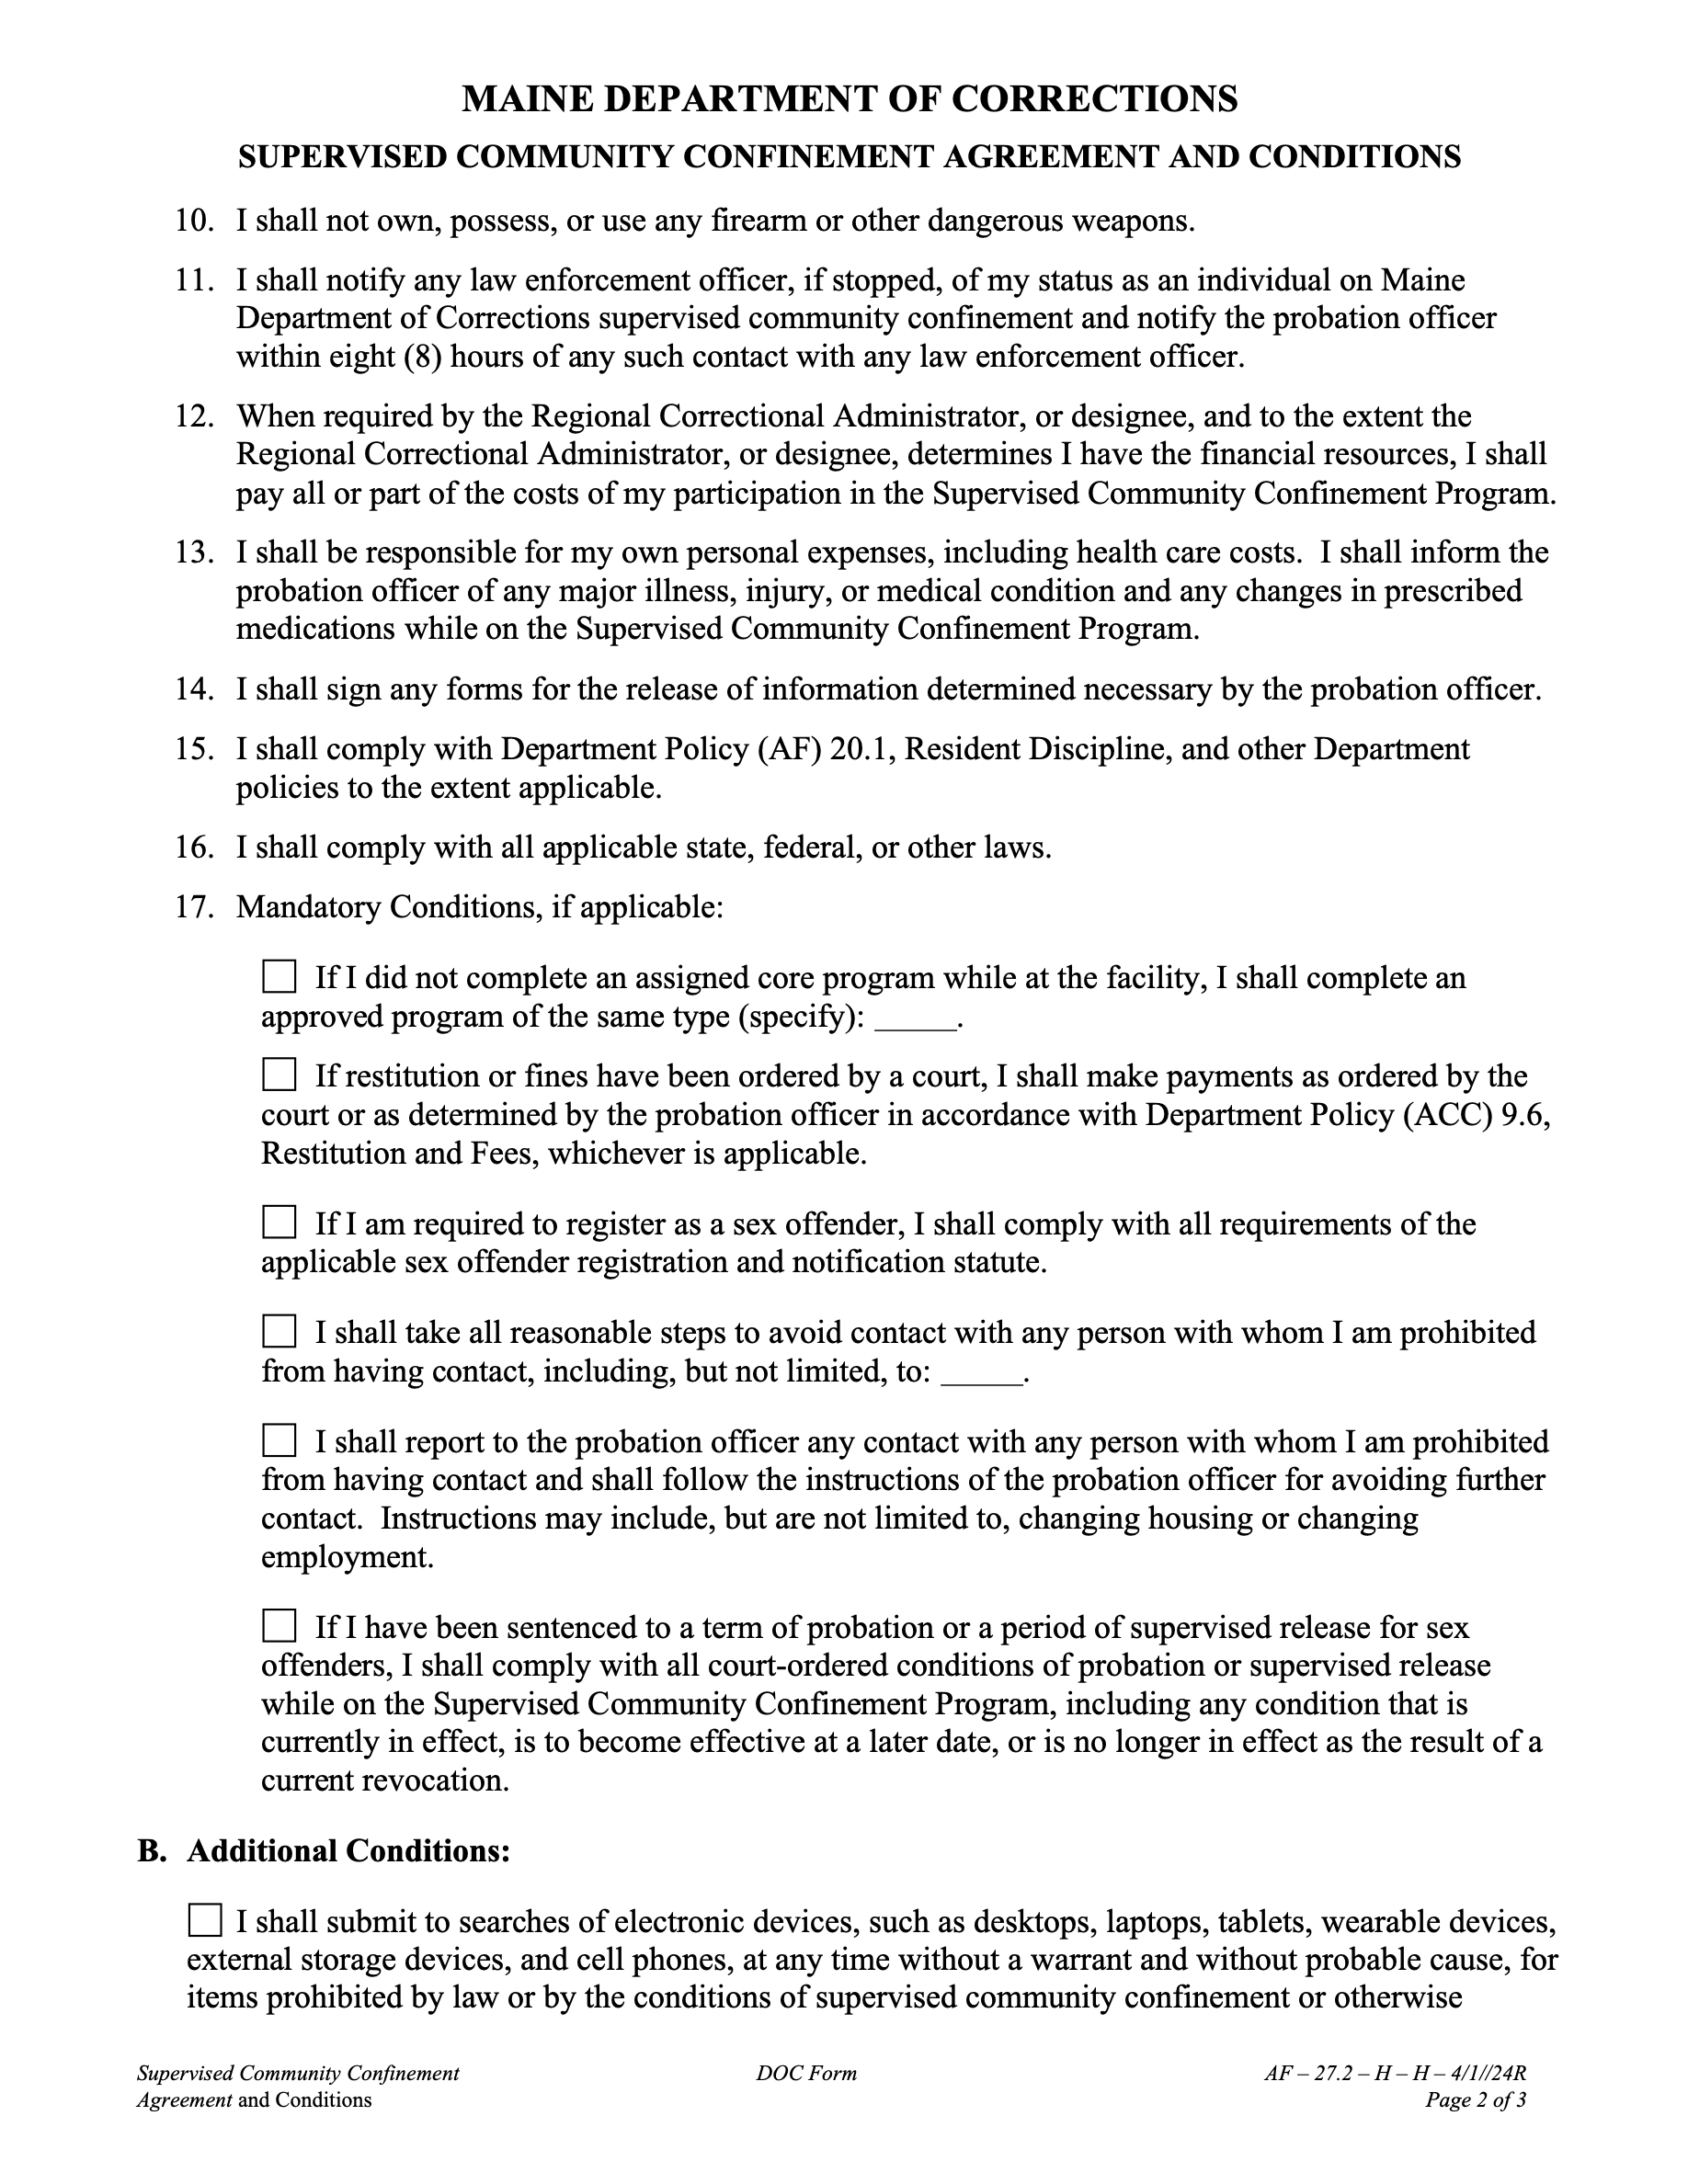 MAINE DEPARTMENT OF CORRECTIONS
SUPERVISED COMMUNITY CONFINEMENT AGREEMENT AND CONDITIONS
10. I shall not own, possess, or use any firearm or other dangerous weapons.
11. I shall notify any law enforcement officer, if stopped, of my status as an individual on Maine
Department of Corrections supervised community confinement and notify the probation officer
within eight (8) hours of any such contact with any law enforcement officer.
12. When required by the Regional Correctional Administrator, or designee, and to the extent the
Regional Correctional Administrator, or designee, determines I have the financial resources, I shall
pay all or part of the costs of my participation in the Supervised Community Confinement Program.
13. I shall be responsible for my own personal expenses, including health care costs.  I shall inform the
probation officer of any major illness, injury, or medical condition and any changes in prescribed
medications while on the Supervised Community Confinement Program.
14. I shall sign any forms for the release of information determined necessary by the probation officer.
15. I shall comply with Department Policy (AF) 20.1, Resident Discipline, and other Department
policies to the extent applicable.
16. I shall comply with all applicable state, federal, or other laws.
17. Mandatory Conditions, if applicable:
☐ If I did not complete an assigned core program while at the facility, I shall complete an
approved program of the same type (specify): _____.
☐ If restitution or fines have been ordered by a court, I shall make payments as ordered by the
court or as determined by the probation officer in accordance with Department Policy (ACC) 9.6,
Restitution and Fees, whichever is applicable.
☐ If I am required to register as a sex offender, I shall comply with all requirements of the
applicable sex offender registration and notification statute.
☐ I shall take all reasonable steps to avoid contact with any person with whom I am prohibited
from having contact, including, but not limited, to: _____.
☐ I shall report to the probation officer any contact with any person with whom I am prohibited
from having contact and shall follow the instructions of the probation officer for avoiding further
contact.  Instructions may include, but are not limited to, changing housing or changing
employment.
☐ If I have been sentenced to a term of probation or a period of supervised release for sex
offenders, I shall comply with all court-ordered conditions of probation or supervised release
while on the Supervised Community Confinement Program, including any condition that is
currently in effect, is to become effective at a later date, or is no longer in effect as the result of a
current revocation.
B. Additional Conditions:
☐ I shall submit to searches of electronic devices, such as desktops, laptops, tablets, wearable devices,
external storage devices, and cell phones, at any time without a warrant and without probable cause, for
items prohibited by law or by the conditions of supervised community confinement or otherwise
Supervised Community Confinement DOC Form AF – 27.2 – H – H – 4/1//24R
Agreement and Conditions Page 2 of 3